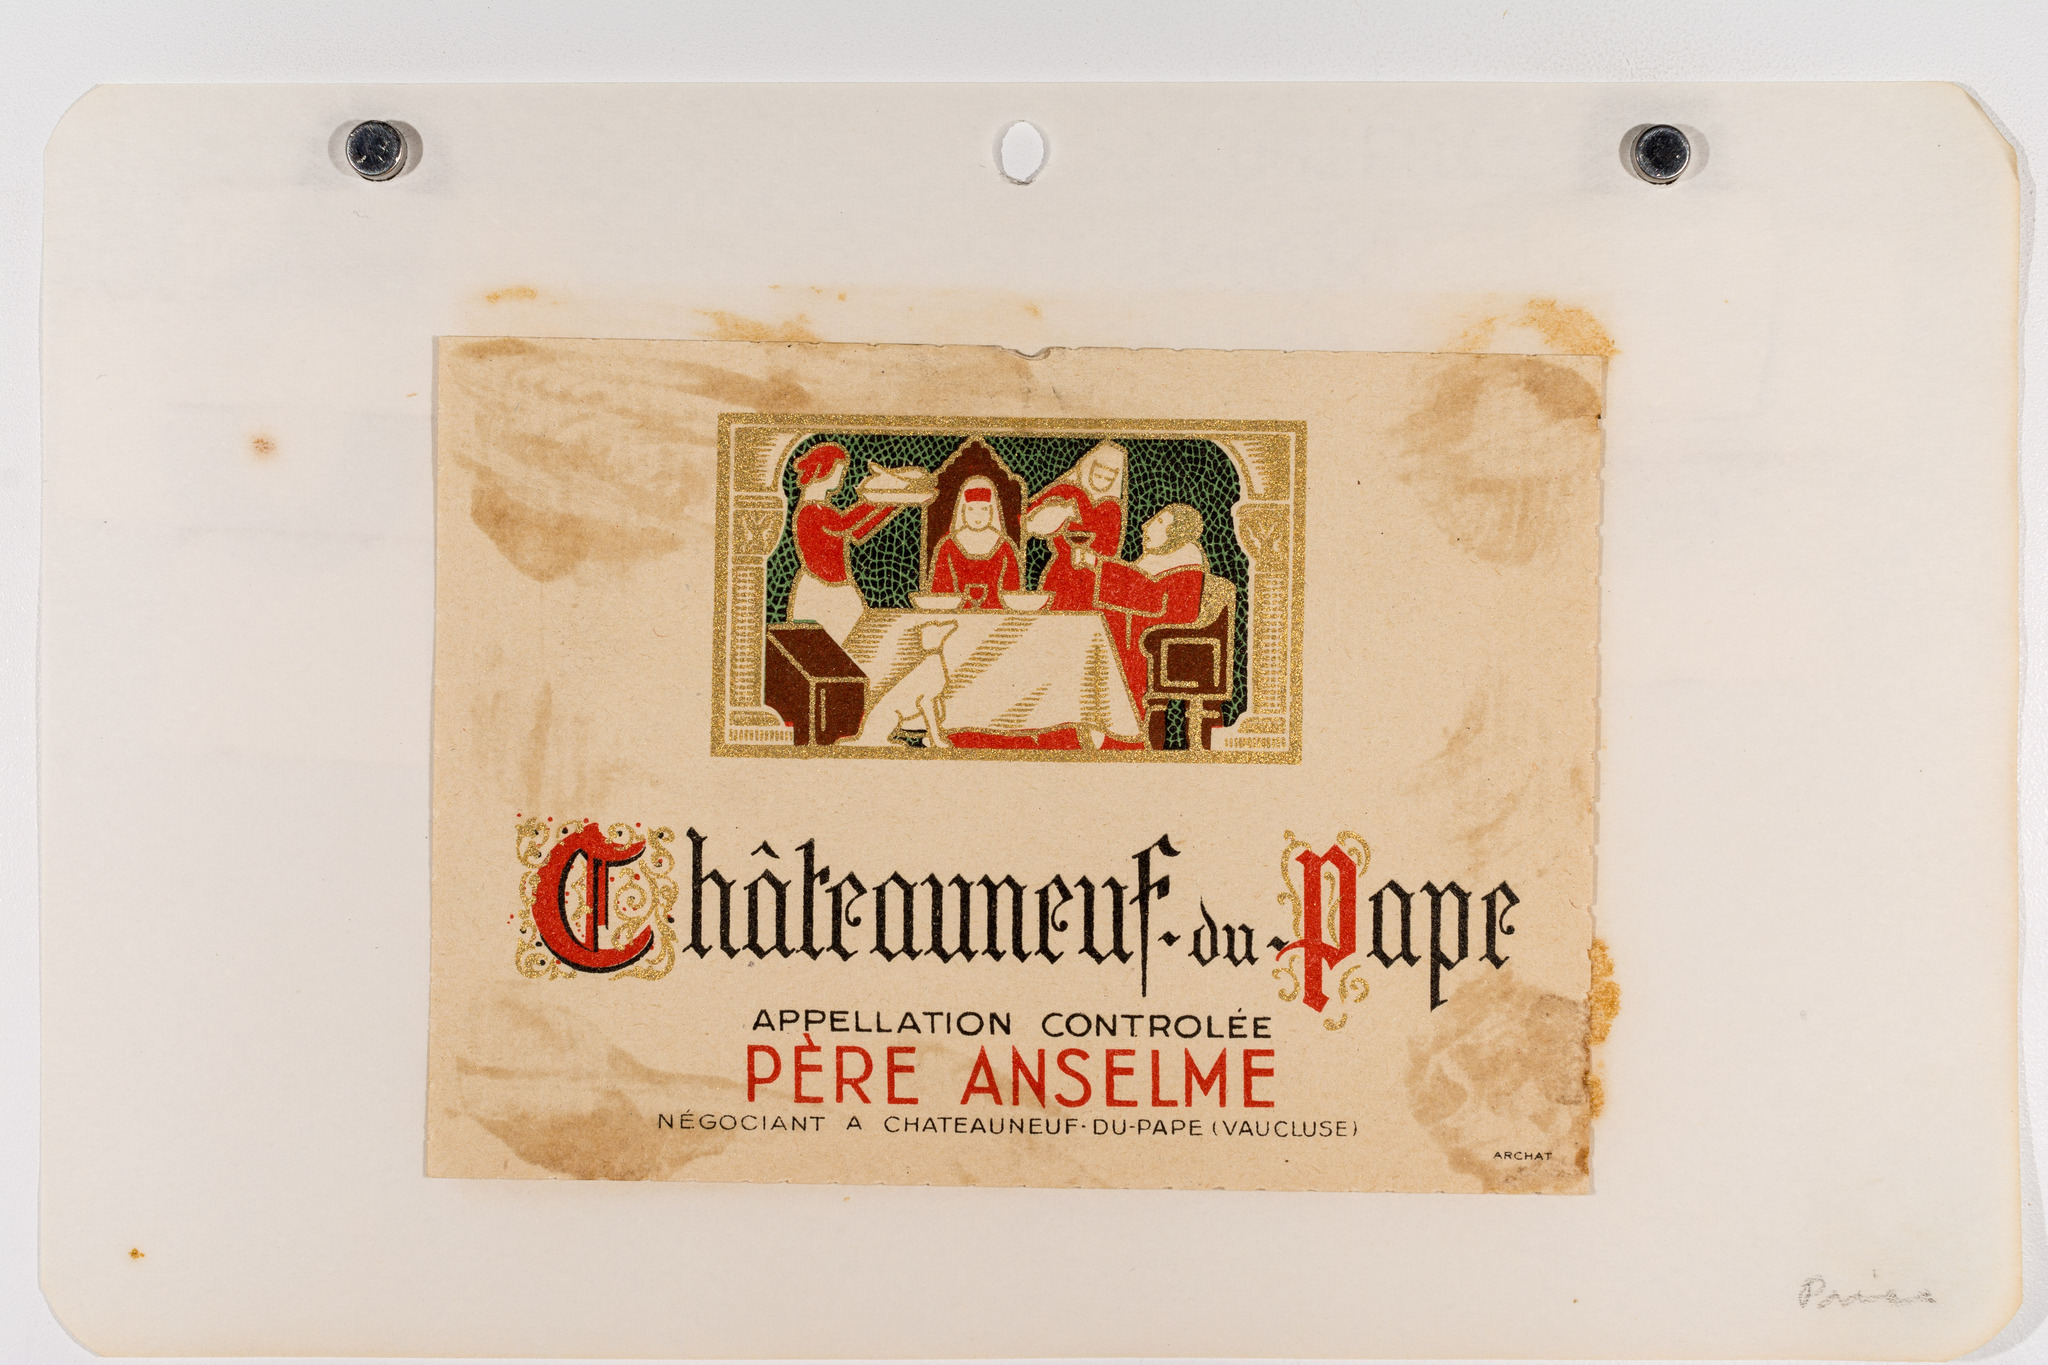 Châteauneuf-du-Pape
APPELLATION CONTROLÉE
PÈRE ANSELME
NÉGOCIANT A CHATEAUNEUF-DU-PAPE (VAUCLUSE)
ARCHAT